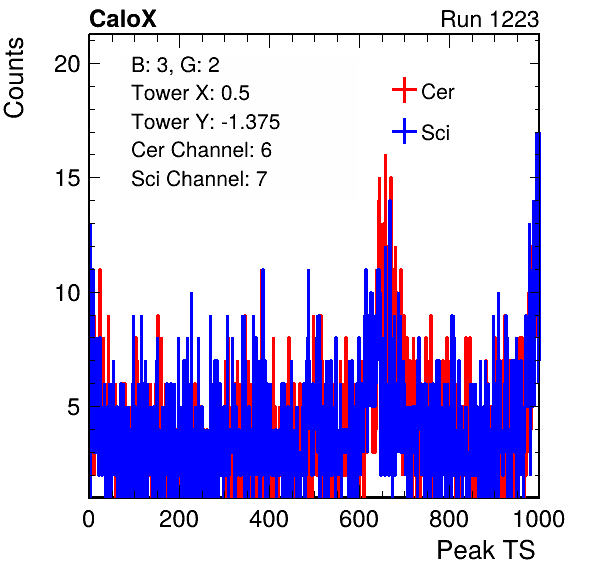 CaloX Run 1223
Counts
B: 3, G: 2
Tower X: 0.5
Tower Y: -1.375
Cer Channel: 6
Sci Channel: 7
Cer
Sci
20
15
10
5
0 200 400 600 800 1000
Peak TS